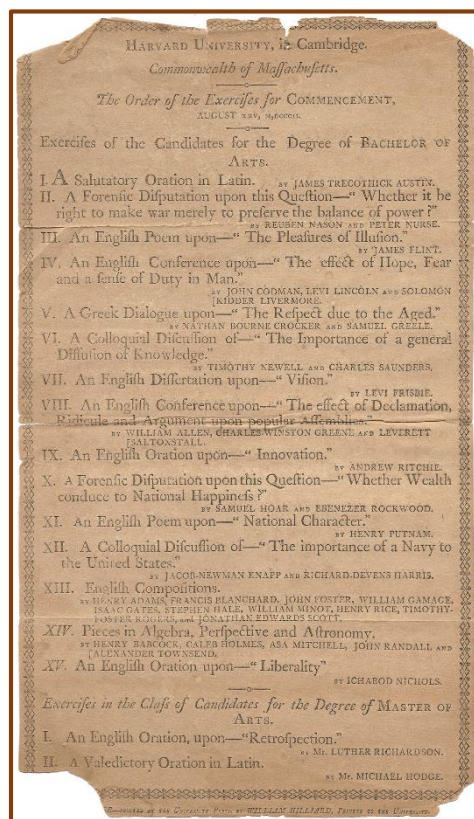 HARVARD UNIVERSITY, in Cambridge.
Commonwealth of Maſſachuſetts.
The Order of the Exerciſes for COMMENCEMENT,
AUGUST XXV, M,DCCCII.
Exerciſes of the Candidates for the Degree of BACHELOR OF
ARTS.
I. A Salutatory Oration in Latin. BY JAMES TRECOTHICK AUSTIN.
II. A Forenſic Diſputation upon this Queſtion—“ Whether it be
right to make war merely to preſerve the balance of power ?”
BY REUBEN NASON AND PETER NURSE.
III. An Engliſh Poem upon—“ The Pleaſures of Illuſion.”
BY JAMES FLINT.
IV. An Engliſh Conference upon—“ The effect of Hope, Fear
and a ſenſe of Duty in Man.”
BY JOHN CODMAN, LEVI LINCOLN AND SOLOMON
[KIDDER LIVERMORE.
V. A Greek Dialogue upon—“ The Reſpect due to the Aged.”
BY NATHAN BOURNE CROCKER AND SAMUEL GREELE.
VI. A Colloquial Diſcuſſion of—“ The Importance of a general
Diffuſion of Knowledge.”
BY TIMOTHY NEWELL AND CHARLES SAUNDERS.
VII. An Engliſh Diſſertation upon—“ Viſion.”
BY LEVI FRISBIE.
VIII. An Engliſh Conference upon—“ The effect of Declamation,
Ridicule and Argument upon popular Aſſemblies.”
BY WILLIAM ALLEN, CHARLES WINSTON GREENE AND LEVERETT
[SALTONSTALL.
IX. An Engliſh Oration upon—“ Innovation.”
BY ANDREW RITCHIE.
X. A Forenſic Diſputation upon this Queſtion—“ Whether Wealth
conduce to National Happineſs ?”
BY SAMUEL HOAR AND EBENEZER ROCKWOOD.
XI. An Engliſh Poem upon—“ National Character.”
BY HENRY PUTNAM.
XII. A Colloquial Diſcuſſion of—“ The importance of a Navy to
the United States.”
BY JACOB-NEWMAN KNAPP AND RICHARD-DEVENS HARRIS.
XIII. Engliſh Compoſitions.
BY HENRY ADAMS, FRANCIS BLANCHARD, JOHN FOSTER, WILLIAM GAMAGE,
ISAAC GATES, STEPHEN HALE, WILLIAM MINOT, HENRY RICE, TIMOTHY-
FOSTER ROGERS, and JONATHAN EDWARDS SCOTT.
XIV. Pieces in Algebra, Perſpective and Aſtronomy.
BY HENRY BABCOCK, CALEB HOLMES, ASA MITCHELL, JOHN RANDALL and
[ALEXANDER TOWNSEND.
XV. An Engliſh Oration upon—“ Liberality”
BY ICHABOD NICHOLS.
Exerciſes in the Claſs of Candidates for the Degree of MASTER OF
ARTS.
I. An Engliſh Oration, upon—“Retroſpection.”
BY Mr. LUTHER RICHARDSON.
II. A Valedictory Oration in Latin.
BY Mr. MICHAEL HODGE.
at the UNIVERSITY PRESS, BY WILLIAM HILLIARD, PRINTER TO THE UNIVERSITY.